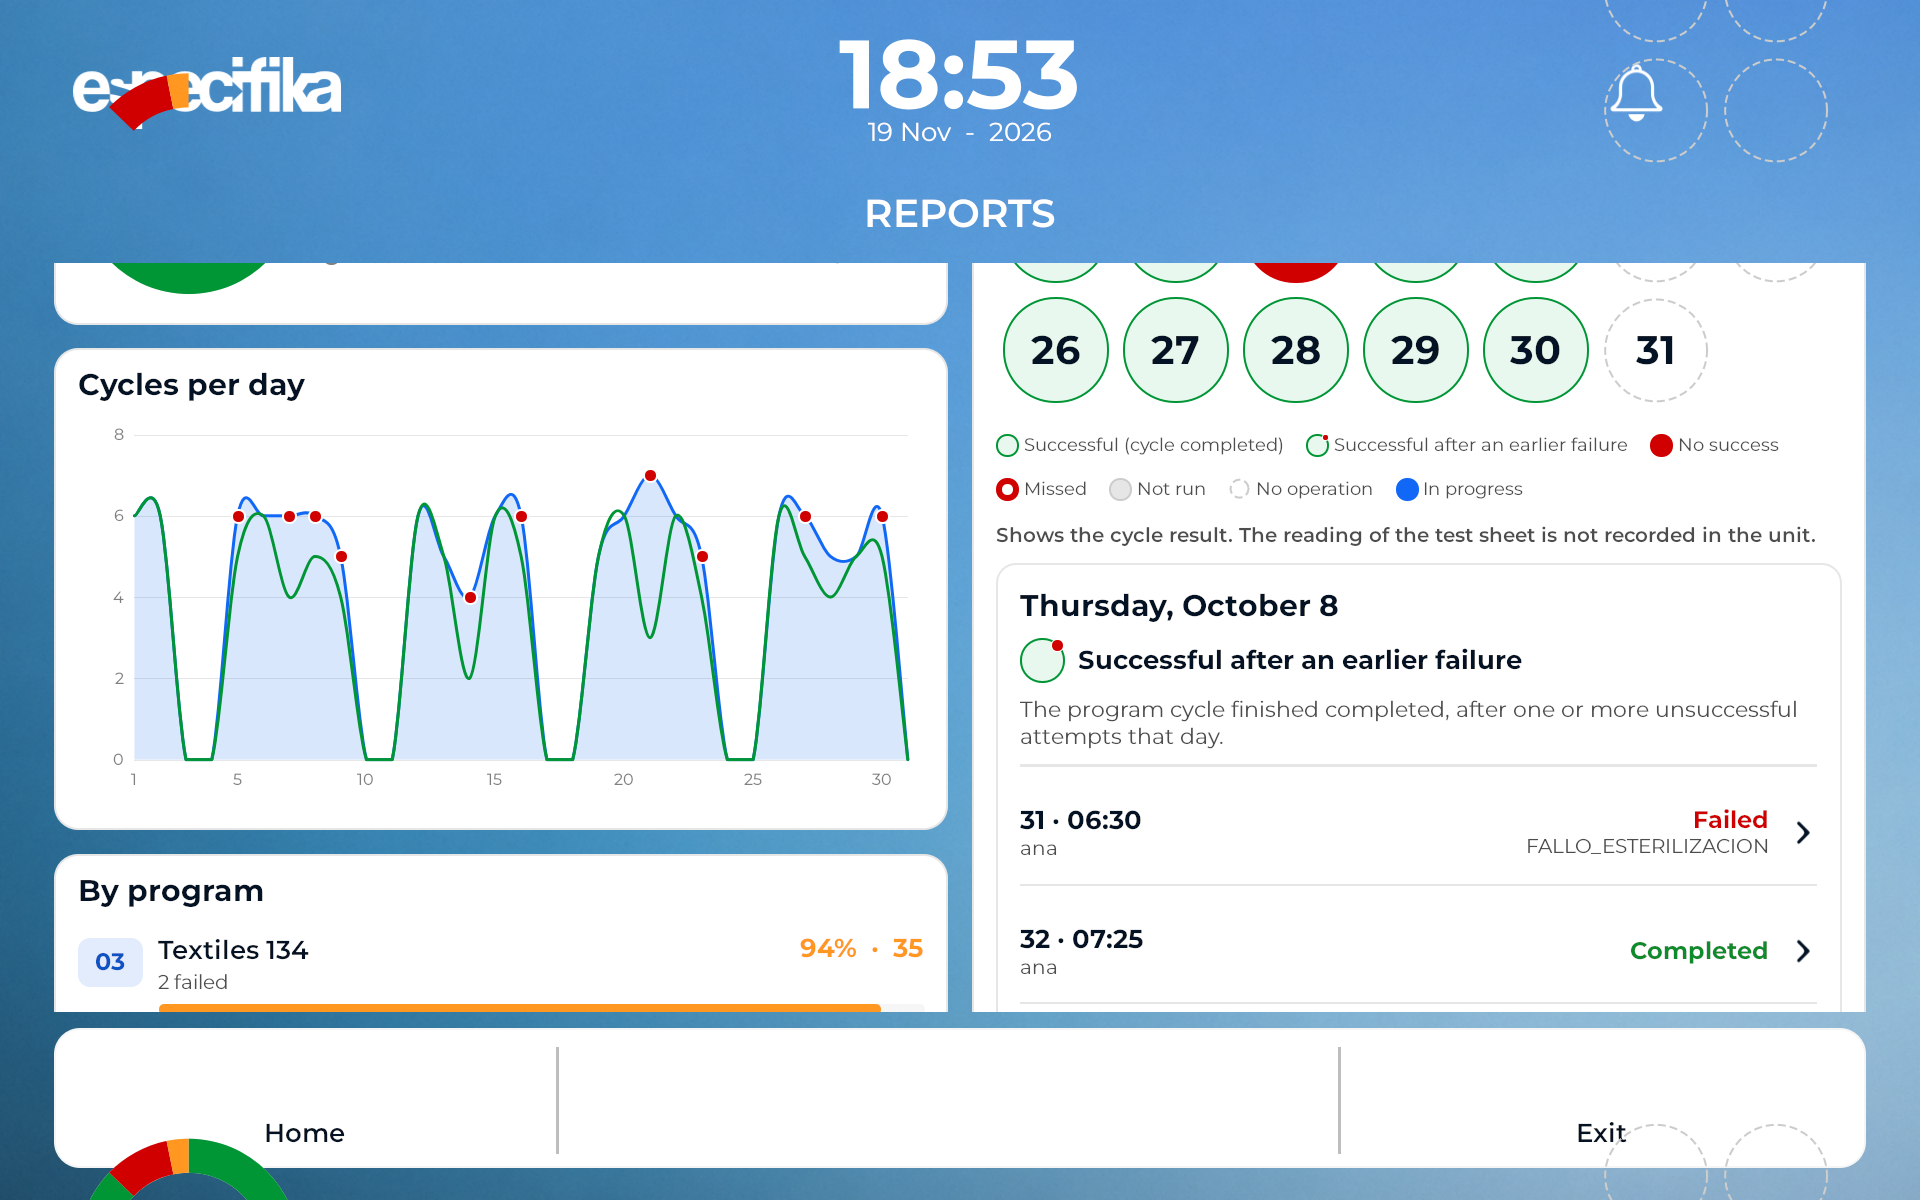 especifika
18:53
19 Nov - 2026
REPORTS
Cycles per day
8
6
4
2
0
1 5 10 15 20 25 30
By program
03
Textiles 134
94% · 35
2 failed
26 27 28 29 30 31
Successful (cycle completed) Successful after an earlier failure No success
Missed Not run No operation In progress
Shows the cycle result. The reading of the test sheet is not recorded in the unit.
Thursday, October 8
Successful after an earlier failure
The program cycle finished completed, after one or more unsuccessful
attempts that day.
31 · 06:30
Failed
ana
FALLO_ESTERILIZACION
32 · 07:25
Completed
ana
Home
Exit